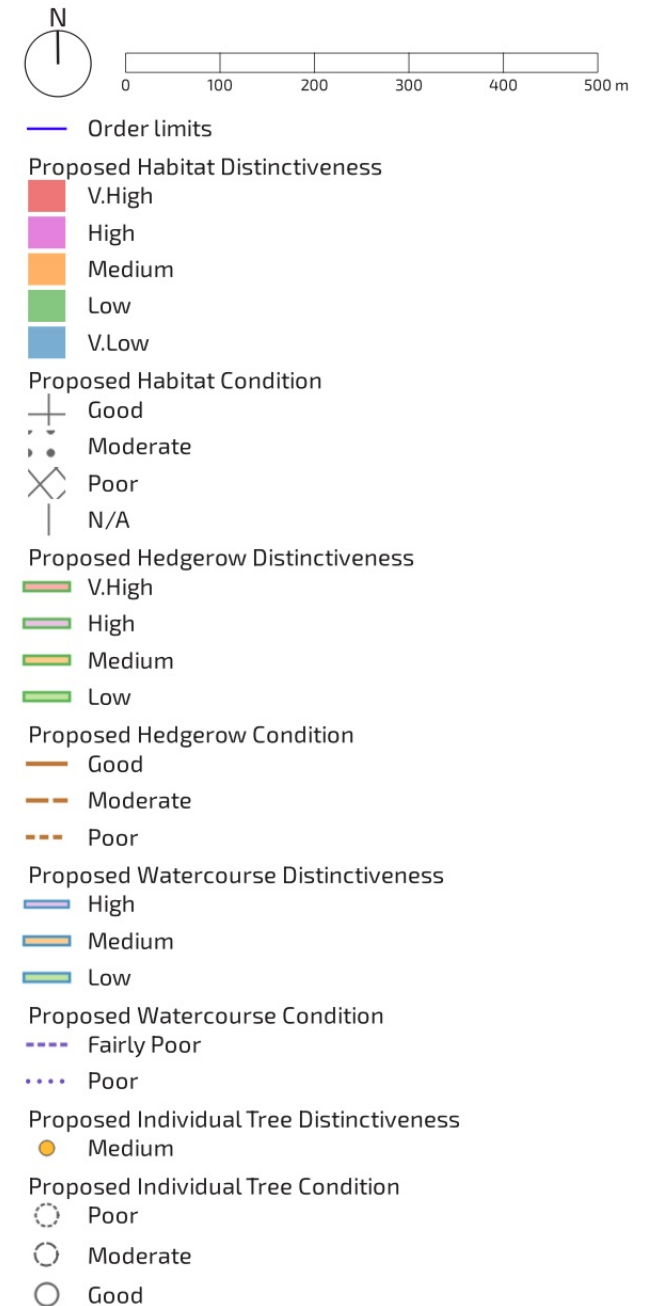 N
0 100 200 300 400 500 m
Order limits
Proposed Habitat Distinctiveness
V.High
High
Medium
Low
V.Low
Proposed Habitat Condition
Good
Moderate
Poor
N/A
Proposed Hedgerow Distinctiveness
V.High
High
Medium
Low
Proposed Hedgerow Condition
Good
Moderate
Poor
Proposed Watercourse Distinctiveness
High
Medium
Low
Proposed Watercourse Condition
Fairly Poor
Poor
Proposed Individual Tree Distinctiveness
Medium
Proposed Individual Tree Condition
Poor
Moderate
Good